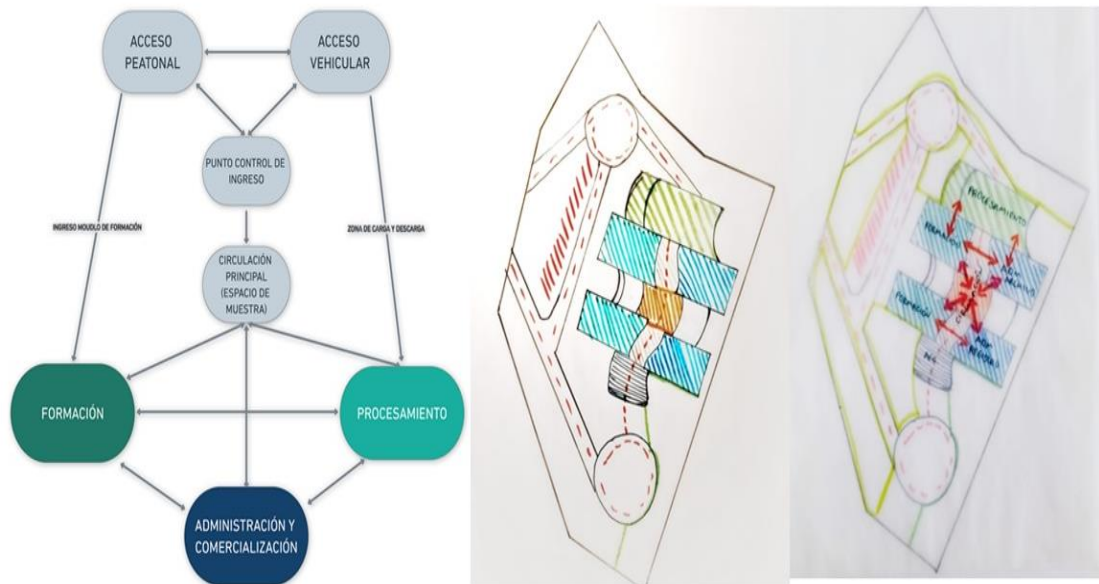 ACCESO
PEATONAL
ACCESO
VEHICULAR
PUNTO CONTROL DE
INGRESO
INGRESO MOUDLO DE FORMACIÓN
ZONA DE CARGA Y DESCARGA
CIRCULACIÓN
PRINCIPAL
(ESPACIO DE
MUESTRA)
FORMACIÓN
PROCESAMIENTO
ADMINISTRACIÓN Y
COMERCIALIZACIÓN
PROCESAMIENTO
FORMACIÓN
FORMACIÓN